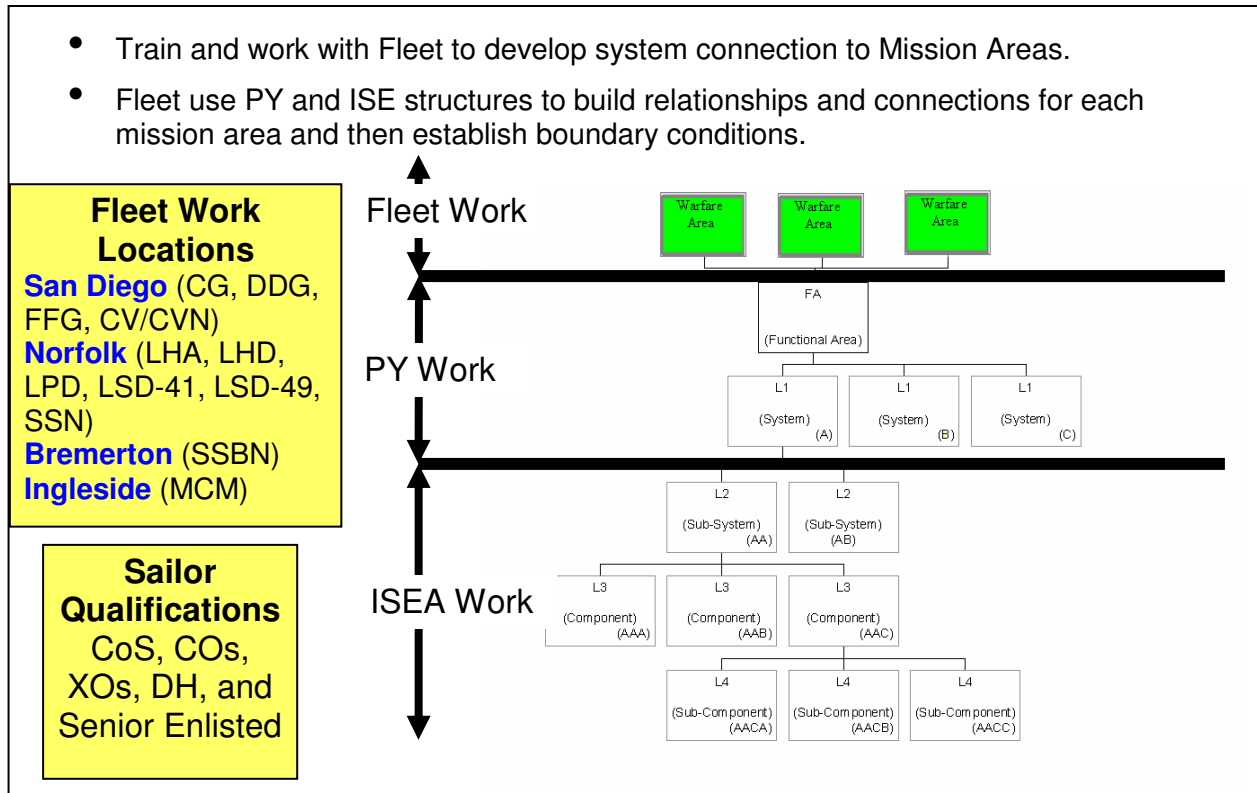 • Train and work with Fleet to develop system connection to Mission Areas.
• Fleet use PY and ISE structures to build relationships and connections for each
mission area and then establish boundary conditions.
Fleet Work
Locations
San Diego (CG, DDG,
FFG, CV/CVN)
Norfolk (LHA, LHD,
LPD, LSD-41, LSD-49,
SSN)
Bremerton (SSBN)
Ingleside (MCM)
Sailor
Qualifications
CoS, COs,
XOs, DH, and
Senior Enlisted
Fleet Work
Warfare
Area
Warfare
Area
Warfare
Area
PY Work
FA
(Functional Area)
L1
(System)
(A)
L1
(System)
(B)
L1
(System)
(C)
ISEA Work
L2
(Sub-System)
(AA)
L2
(Sub-System)
(AB)
L3
(Component)
(AAA)
L3
(Component)
(AAB)
L3
(Component)
(AAC)
L4
(Sub-Component)
(AACA)
L4
(Sub-Component)
(AACB)
L4
(Sub-Component)
(AACC)